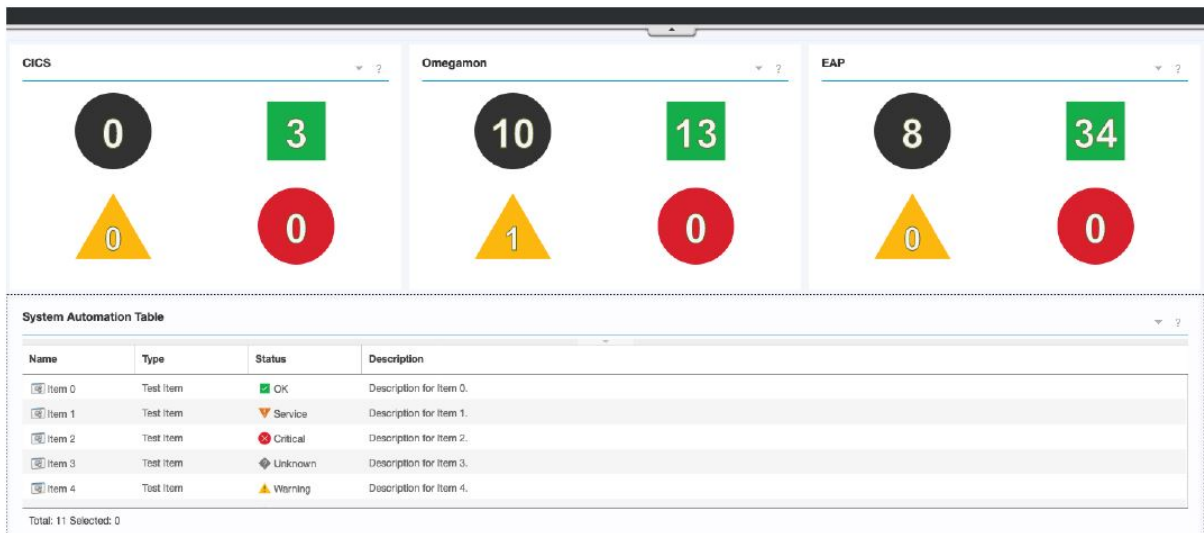 CICS ?
0 3
0 0
Omegamon ?
10 13
1 0
EAP ?
8 34
0 0
System Automation Table ?
Name Type Status Description
Item 0 Test Item OK Description for Item 0.
Item 1 Test Item Service Description for Item 1.
Item 2 Test Item Critical Description for Item 2.
Item 3 Test Item Unknown Description for Item 3.
Item 4 Test Item Warning Description for Item 4.
Total: 11 Selected: 0